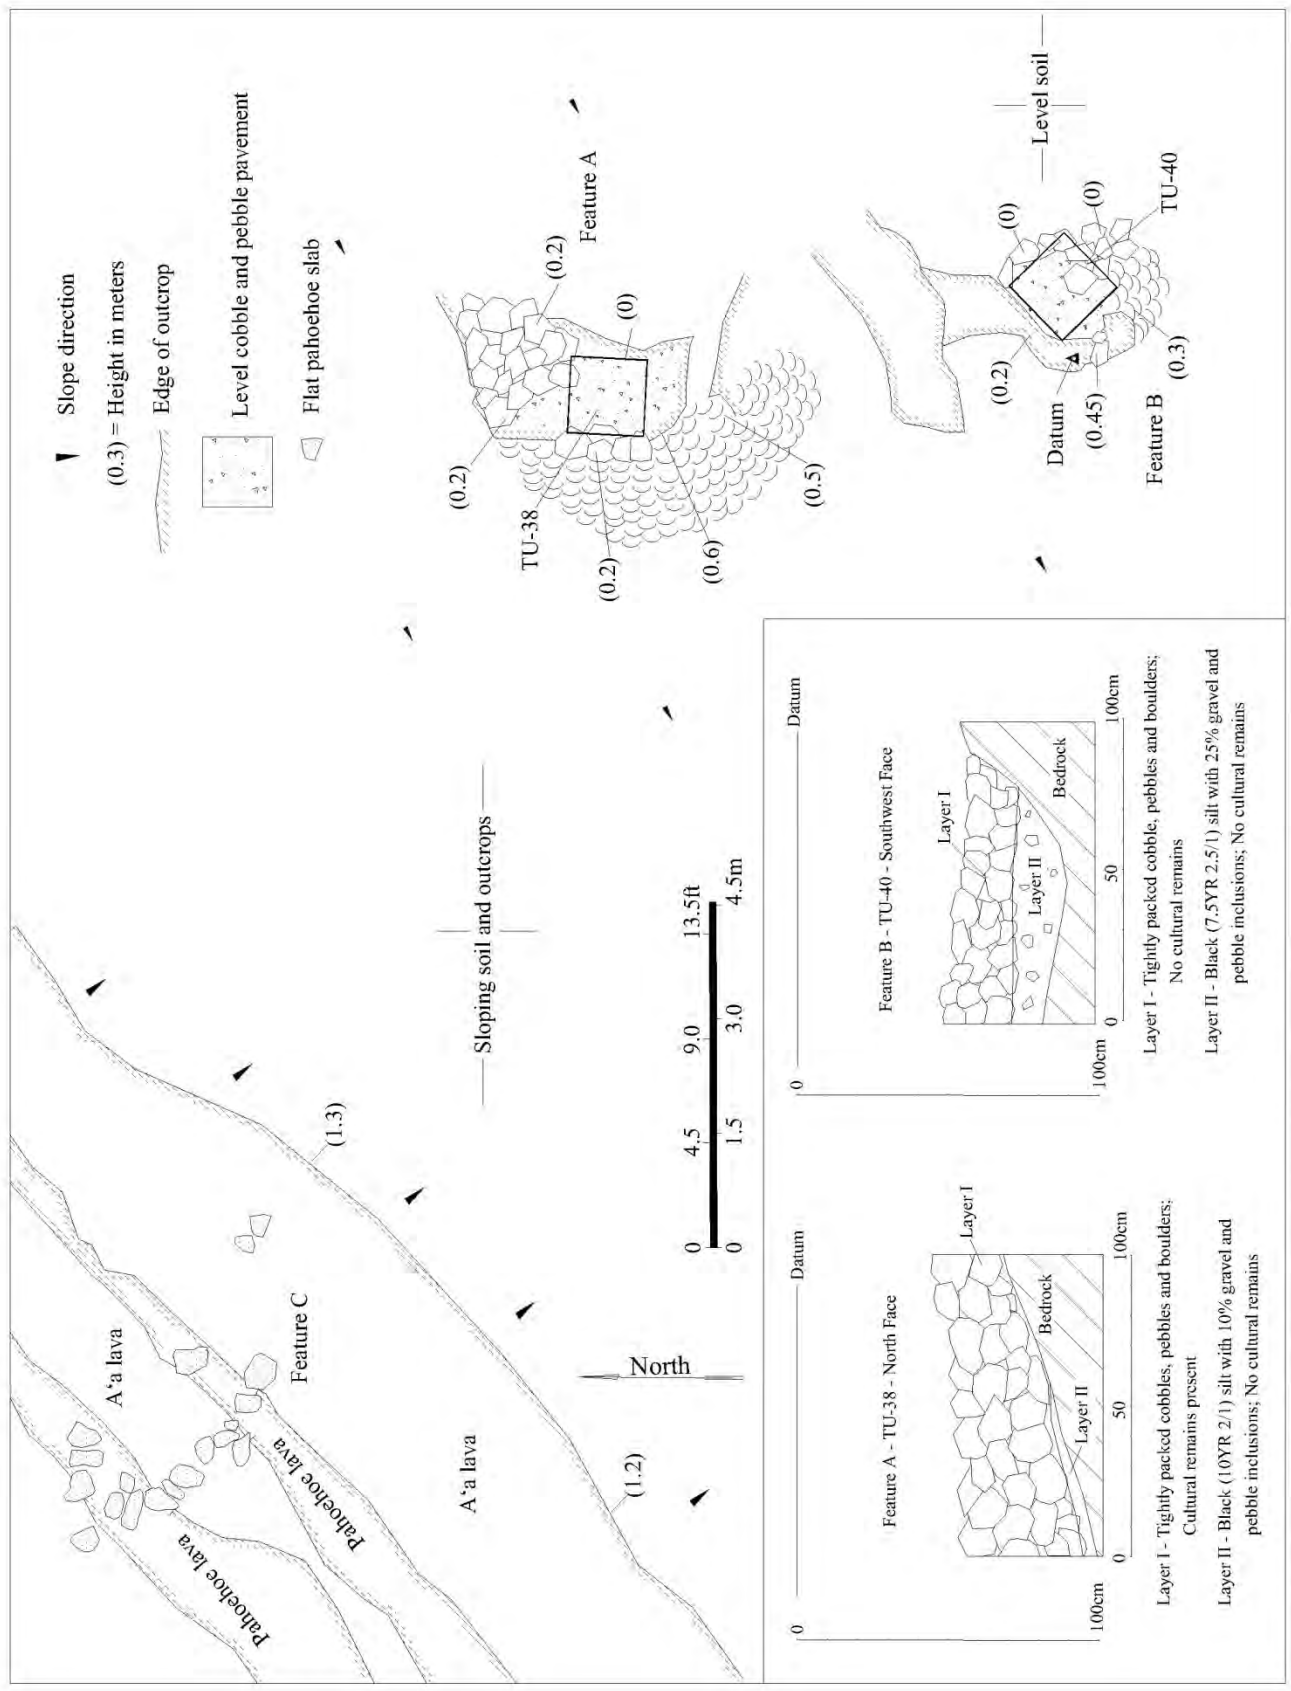 Slope direction
(0.3) = Height in meters
Edge of outcrop
Level cobble and pebble pavement
Flat pahoehoe slab
A‘a lava
Pahoehoe lava
Pahoehoe lava
Feature C
A‘a lava
(1.3)
(1.2)
North
Sloping soil and outcrops
0 4.5 9.0 13.5ft
0 1.5 3.0 4.5m
(0.2)
TU-38
(0.2)
(0.6)
(0.5)
(0.2)
(0)
Feature A
Level soil
(0)
(0)
TU-40
(0.2)
Datum
(0.45)
(0.3)
Feature B
0
Datum
Feature A - TU-38 - North Face
Layer I
Bedrock
Layer II
100cm
0 50 100cm
Layer I - Tightly packed cobbles, pebbles and boulders;
Cultural remains present
Layer II - Black (10YR 2/1) silt with 10% gravel and
pebble inclusions; No cultural remains
0
Datum
Feature B - TU-40 - Southwest Face
Layer I
Layer II
Bedrock
100cm
0 50 100cm
Layer I - Tightly packed cobble, pebbles and boulders;
No cultural remains
Layer II - Black (7.5YR 2.5/1) silt with 25% gravel and
pebble inclusions; No cultural remains